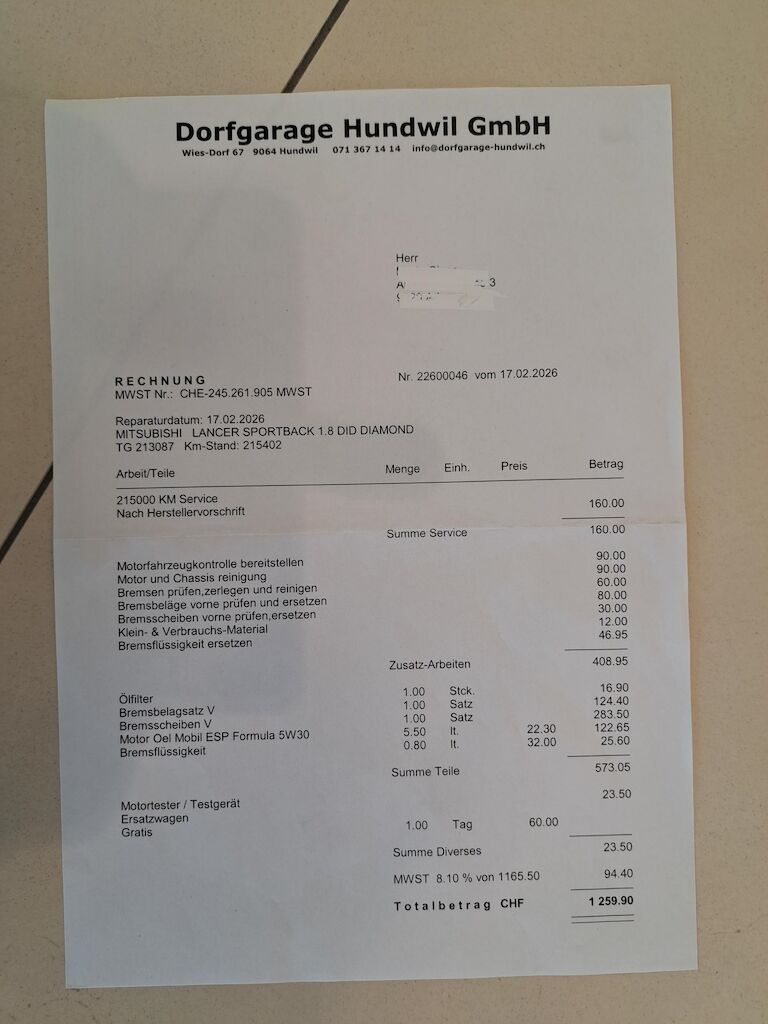 Dorfgarage Hundwil GmbH
Wies-Dorf 67 9064 Hundwil 071 367 14 14 info@dorfgarage-hundwil.ch
Herr
3
RECHNUNG Nr. 22600046 vom 17.02.2026
MWST Nr.: CHE-245.261.905 MWST
Reparaturdatum: 17.02.2026
MITSUBISHI LANCER SPORTBACK 1.8 DID DIAMOND
TG 213087 Km-Stand: 215402
Arbeit/Teile Menge Einh. Preis Betrag
215000 KM Service
Nach Herstellervorschrift 160.00
Summe Service 160.00
Motorfahrzeugkontrolle bereitstellen 90.00
Motor und Chassis reinigung 90.00
Bremsen prüfen,zerlegen und reinigen 60.00
Bremsbeläge vorne prüfen und ersetzen 80.00
Bremsscheiben vorne prüfen,ersetzen 30.00
Klein- & Verbrauchs-Material 12.00
Bremsflüssigkeit ersetzen 46.95
Zusatz-Arbeiten 408.95
Ölfilter 1.00 Stck. 16.90
Bremsbelagsatz V 1.00 Satz 124.40
Bremsscheiben V 1.00 Satz 283.50
Motor Oel Mobil ESP Formula 5W30 5.50 lt. 22.30 122.65
Bremsflüssigkeit 0.80 lt. 32.00 25.60
Summe Teile 573.05
Motortester / Testgerät 23.50
Ersatzwagen 1.00 Tag 60.00
Gratis
Summe Diverses 23.50
MWST 8.10 % von 1165.50 94.40
Totalbetrag CHF 1 259.90